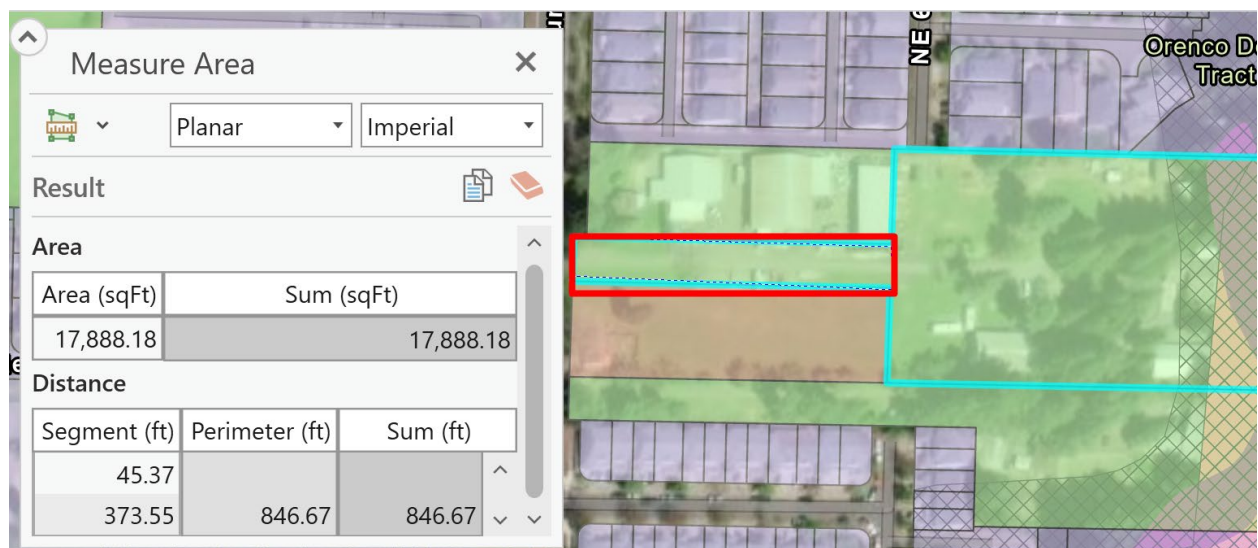 Measure Area
Planar
Imperial
Result
Area
Area (sqFt)
Sum (sqFt)
17,888.18
17,888.18
Distance
Segment (ft)
Perimeter (ft)
Sum (ft)
45.37
373.55
846.67
846.67
NE
Orenco
Tract